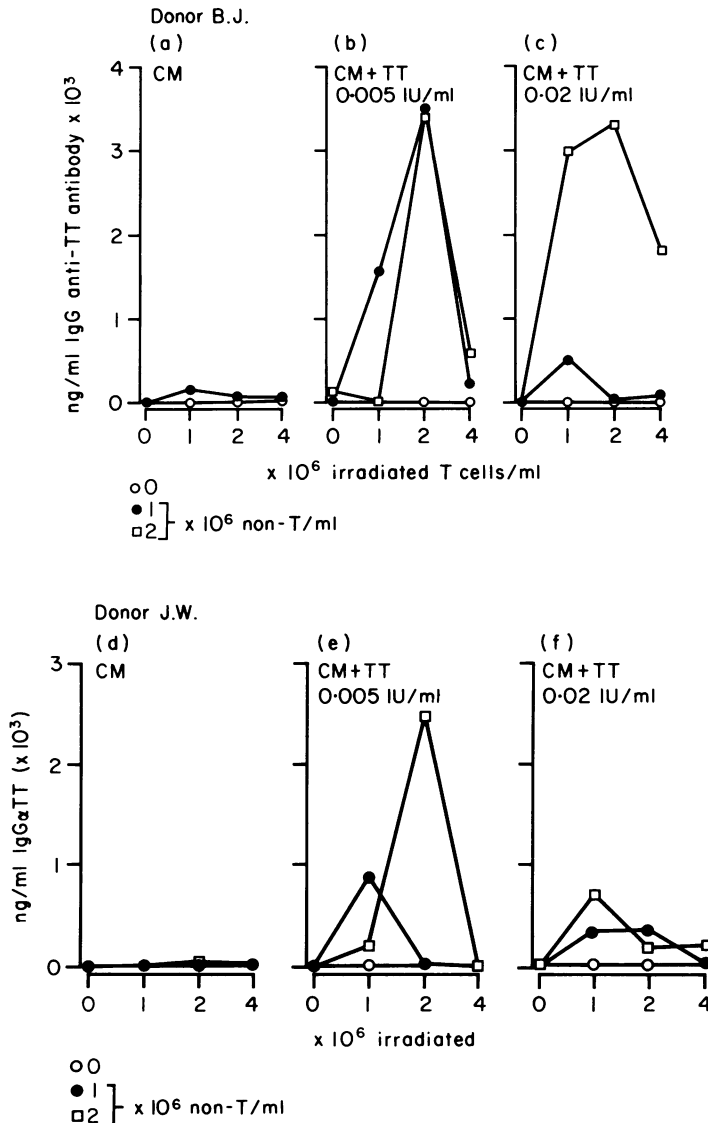 Donor B.J.
(a)
CM
(b)
CM + TT
0·005 IU/ml
(c)
CM + TT
0·02 IU/ml
ng/ml IgG anti-TT antibody x 10³
4
3
2
1
0
0 1 2 4
0 1 2 4
0 1 2 4
x 10⁶ irradiated T cells/ml
0
1
2
x 10⁶ non-T/ml
Donor J.W.
(d)
CM
(e)
CM+TT
0·005 IU/ml
(f)
CM+TT
0·02 IU/ml
ng/ml IgGαTT (x 10³)
3
2
1
0
0 1 2 4
0 1 2 4
0 1 2 4
x 10⁶ irradiated
0
1
2
x 10⁶ non-T/ml